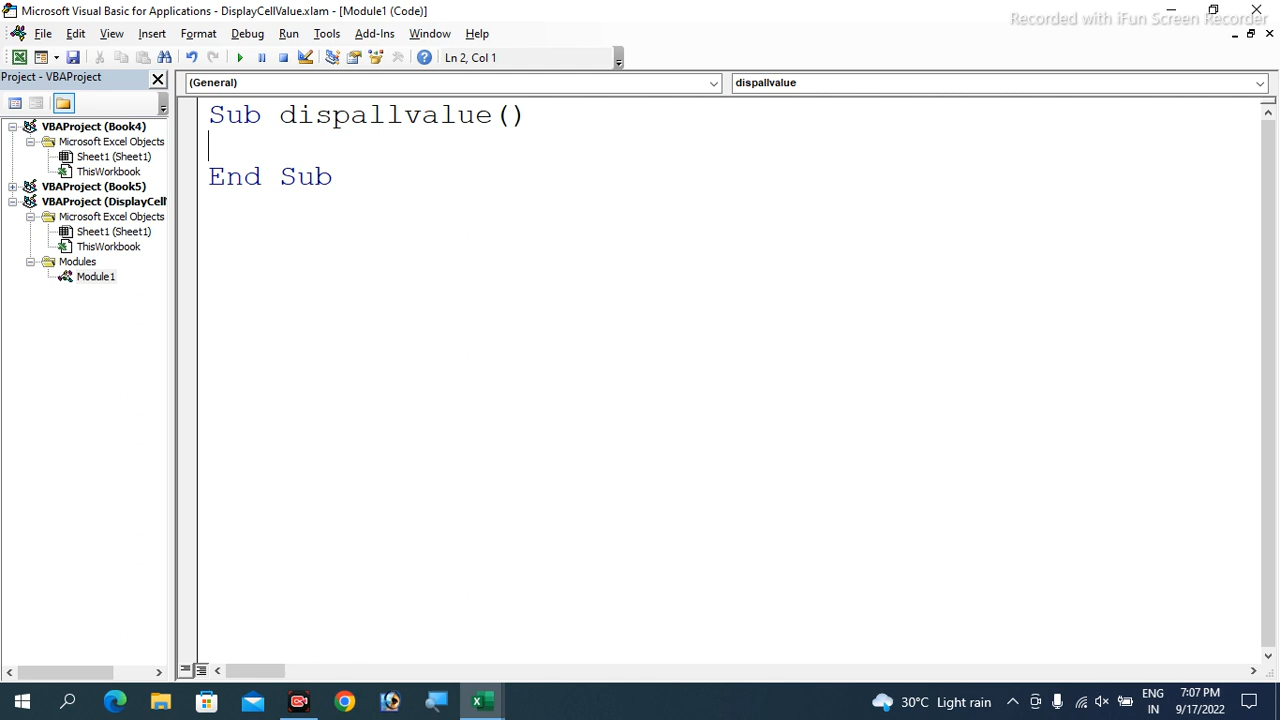 Microsoft Visual Basic for Applications - DisplayCellValue.xlam - [Module1 (Code)]
Recorded with iFun Screen Recorder
File Edit View Insert Format Debug Run Tools Add-Ins Window Help
Ln 2, Col 1
Project - VBAProject
(General)
dispallvalue
VBAProject (Book4)
Microsoft Excel Objects
Sheet1 (Sheet1)
ThisWorkbook
VBAProject (Book5)
VBAProject (DisplayCell
Microsoft Excel Objects
Sheet1 (Sheet1)
ThisWorkbook
Modules
Module1
Sub dispallvalue()
End Sub
30°C Light rain
ENG
IN
7:07 PM
9/17/2022